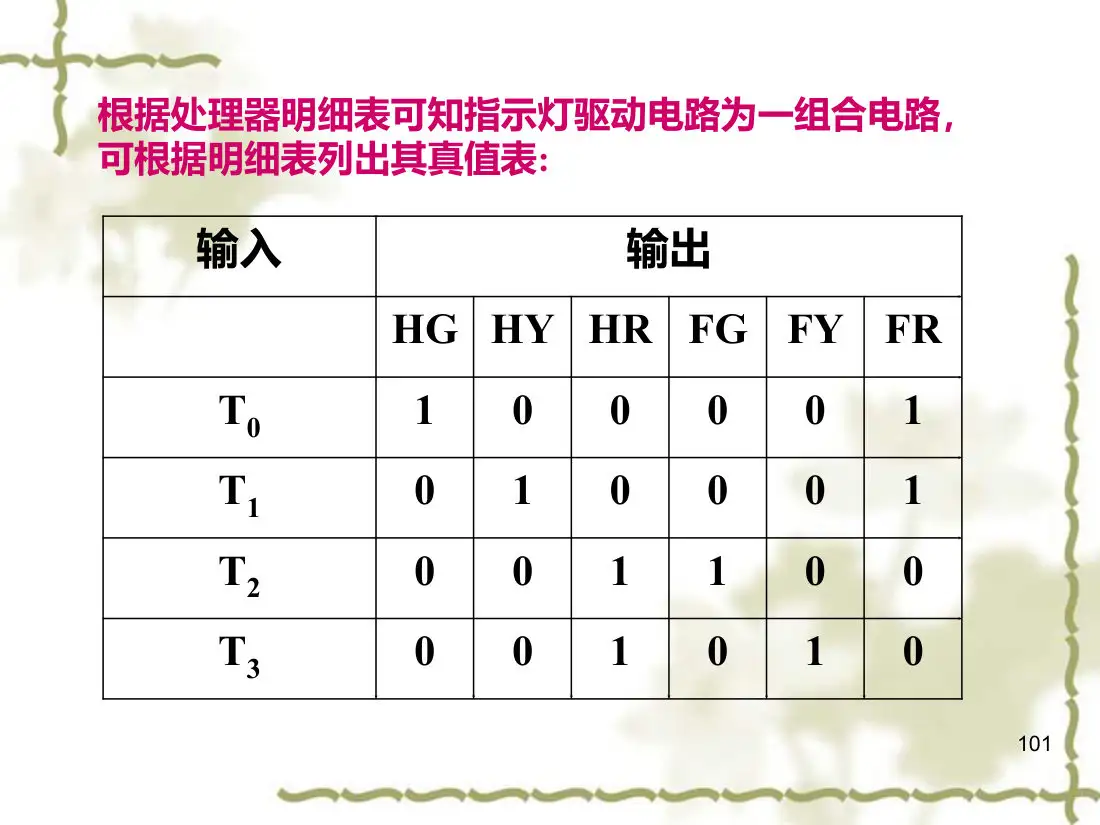 根据处理器明细表可知指示灯驱动电路为一组合电路，
可根据明细表列出其真值表：
输入 输出
HG HY HR FG FY FR
T0 1 0 0 0 0 1
T1 0 1 0 0 0 1
T2 0 0 1 1 0 0
T3 0 0 1 0 1 0
101